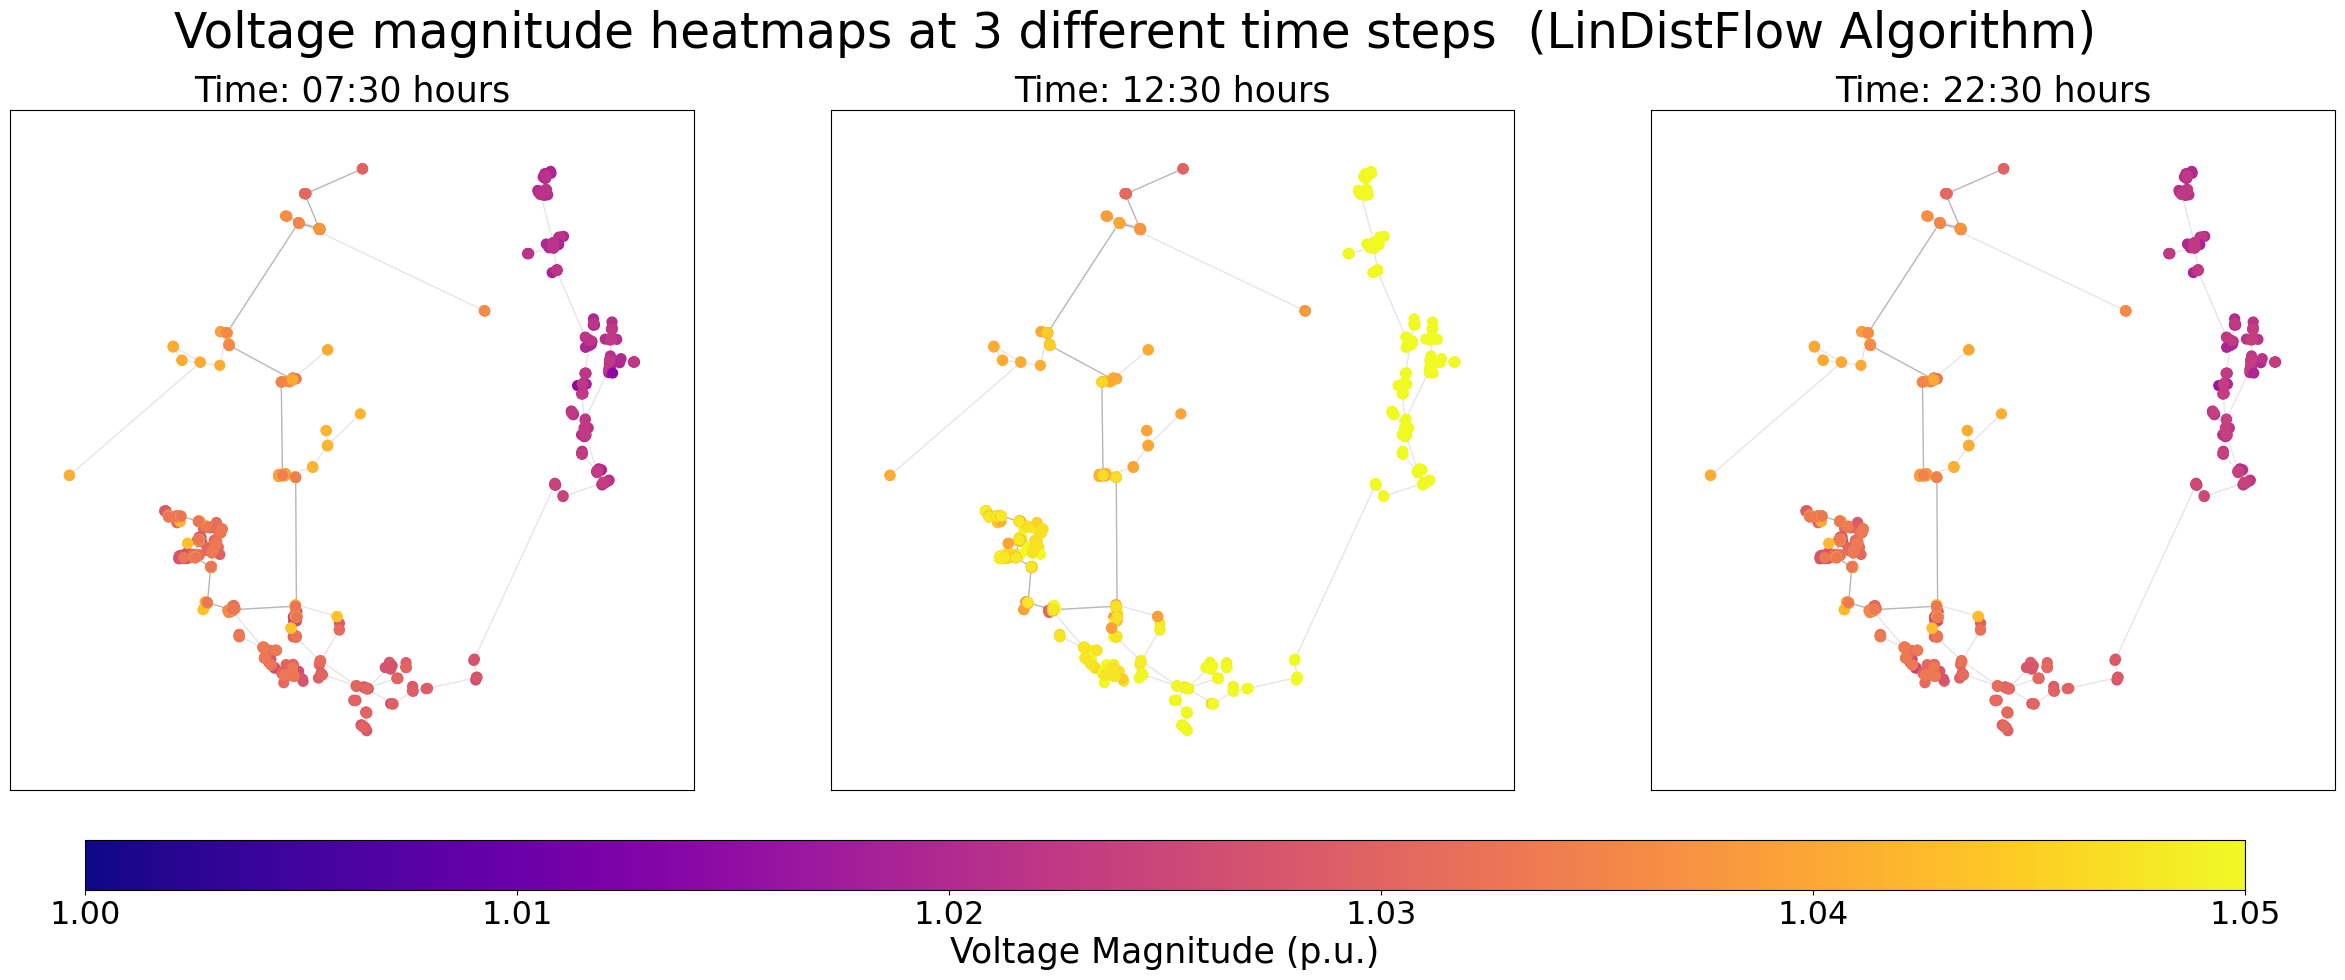 Voltage magnitude heatmaps at 3 different time steps  (LinDistFlow Algorithm)
Time: 07:30 hours
Time: 12:30 hours
Time: 22:30 hours
1.00
1.01
1.02
1.03
1.04
1.05
Voltage Magnitude (p.u.)